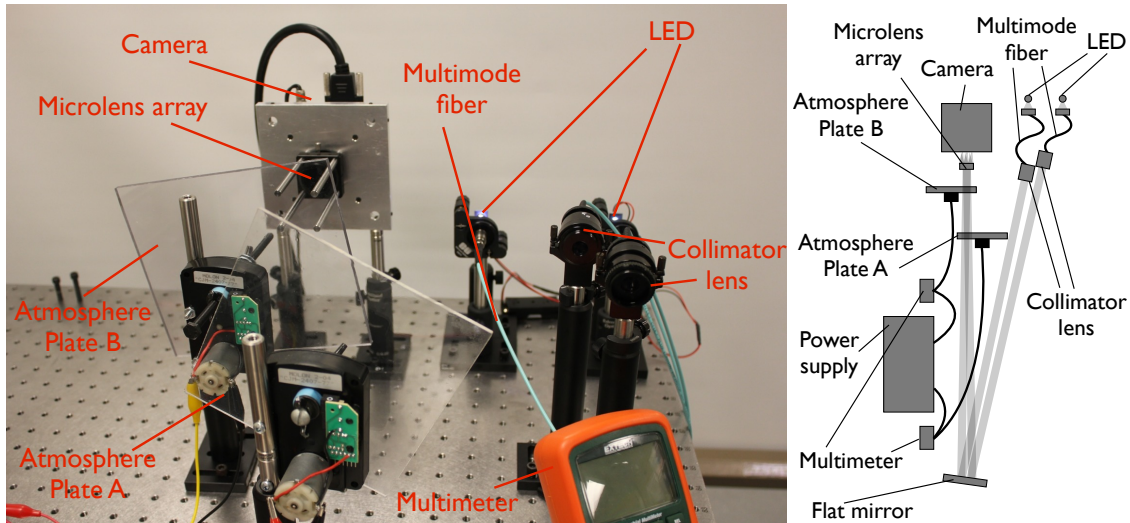 Camera
Microlens array
Multimode
fiber
LED
Collimator
lens
Atmosphere
Plate B
Atmosphere
Plate A
Multimeter
Microlens
array
Multimode
fiber
LED
Camera
Atmosphere
Plate B
Atmosphere
Plate A
Collimator
lens
Power
supply
Multimeter
Flat mirror